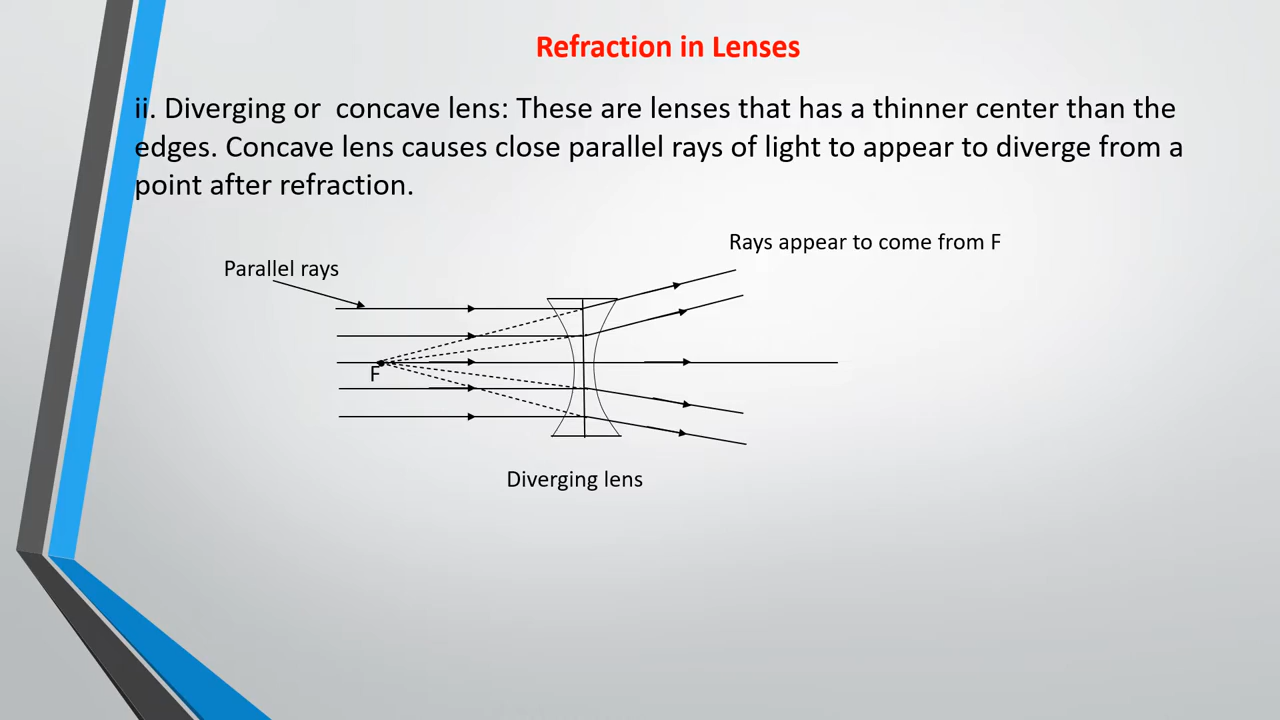 Refraction in Lenses
ii. Diverging or  concave lens: These are lenses that has a thinner center than the
edges. Concave lens causes close parallel rays of light to appear to diverge from a
point after refraction.
Rays appear to come from F
Parallel rays
F
Diverging lens